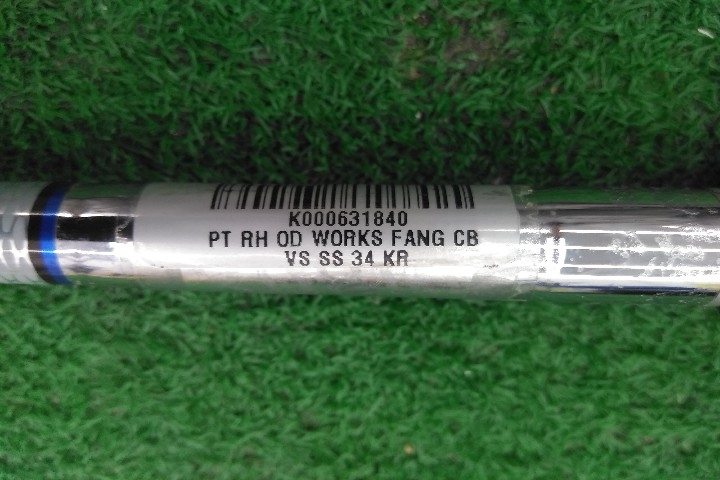 K000631840
PT RH OD WORKS FANG CB
VS SS 34 KR